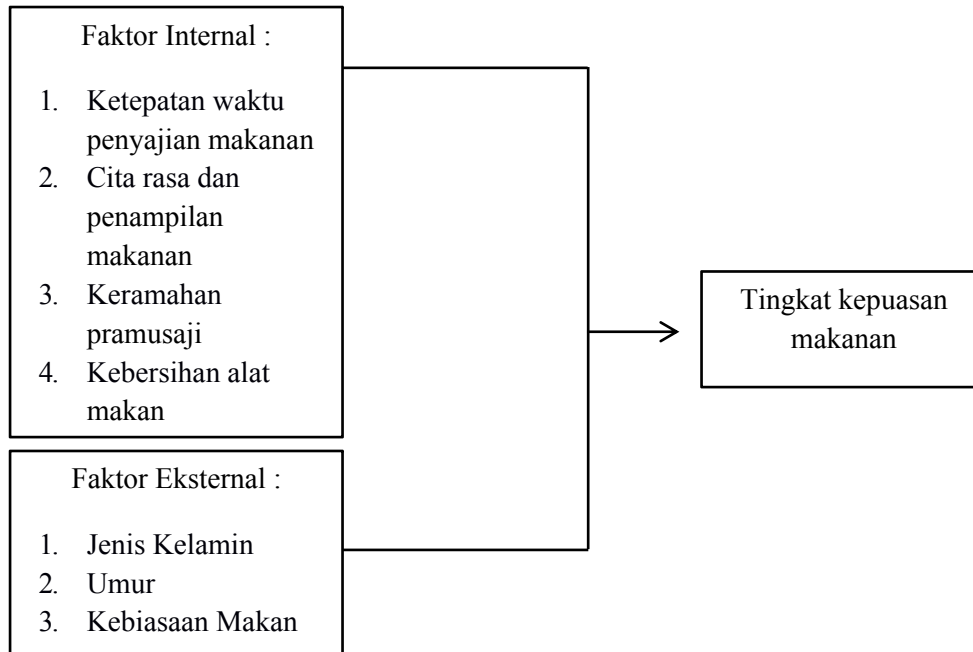 Faktor Internal :
1. Ketepatan waktu
penyajian makanan
2. Cita rasa dan
penampilan
makanan
3. Keramahan
pramusaji
4. Kebersihan alat
makan
Faktor Eksternal :
1. Jenis Kelamin
2. Umur
3. Kebiasaan Makan
Tingkat kepuasan
makanan